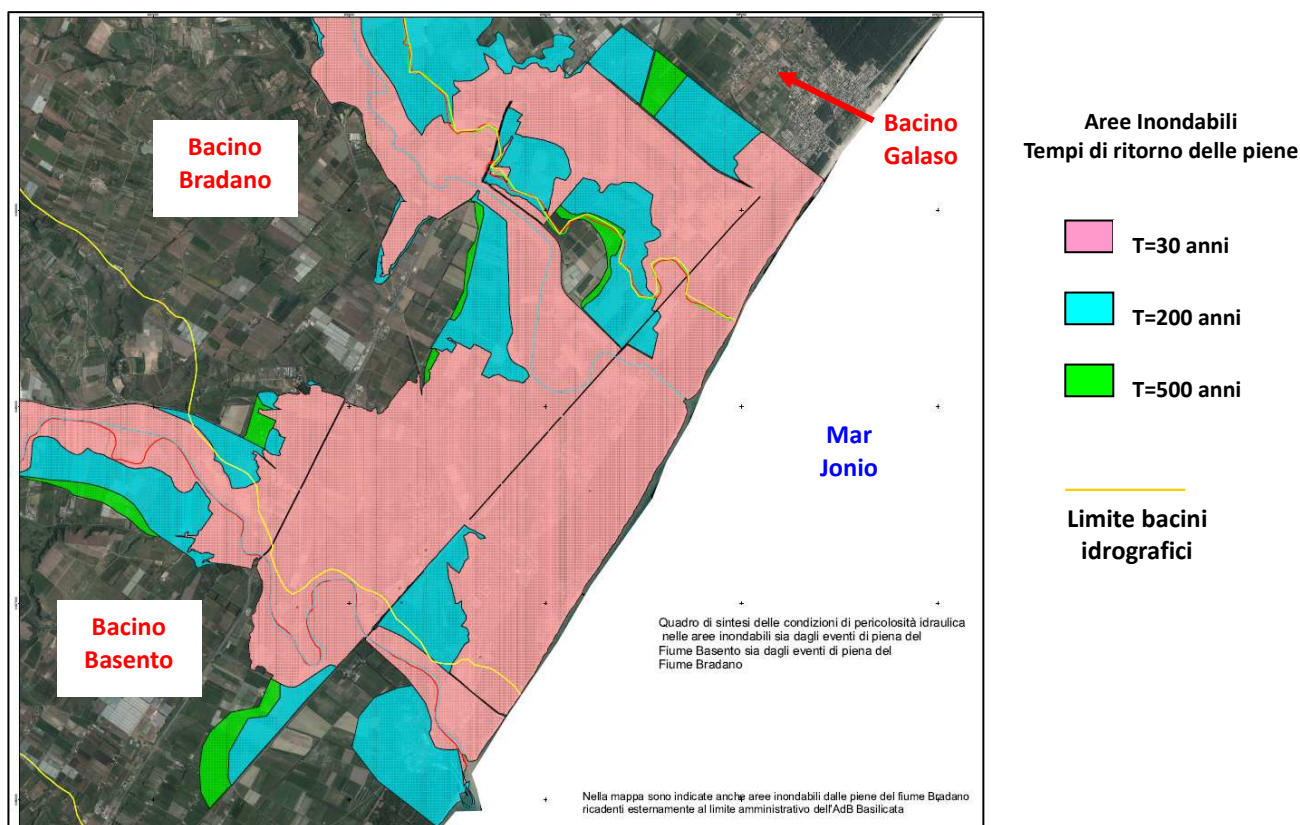 Bacino
Bradano
Bacino
Galaso
Mar
Jonio
Bacino
Basento
Quadro di sintesi delle condizioni di pericolosità idraulica
nelle aree inondabili sia dagli eventi di piena del
Fiume Basento sia dagli eventi di piena del
Fiume Bradano
Nella mappa sono indicate anche aree inondabili dalle piene del fiume Bradano
ricadenti esternamente al limite amministrativo dell'AdB Basilicata
Aree Inondabili
Tempi di ritorno delle piene
T=30 anni
T=200 anni
T=500 anni
Limite bacini
idrografici